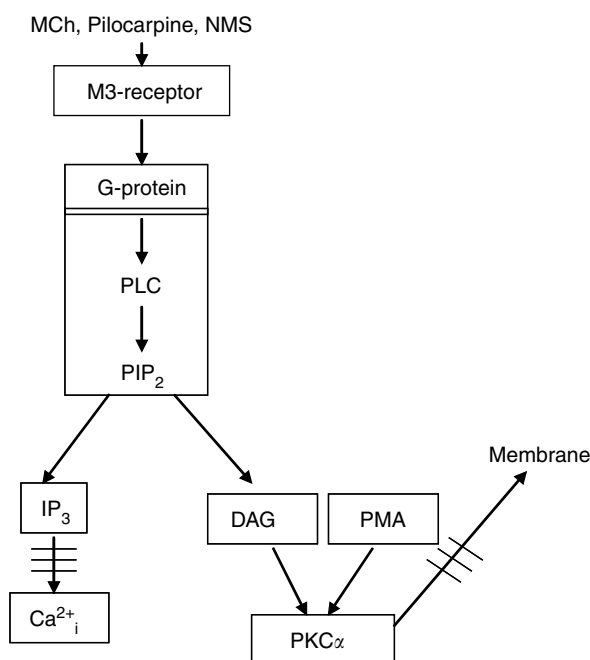 MCh, Pilocarpine, NMS
M3-receptor
G-protein
PLC
PIP₂
Membrane
IP₃
DAG
PMA
Ca²⁺ᵢ
PKCα